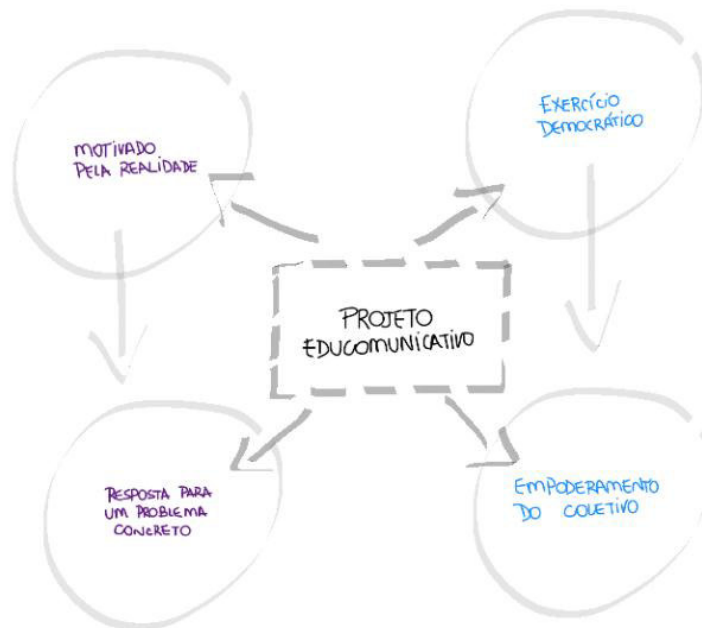 MOTIVADO
PELA REALIDADE
EXERCÍCIO
DEMOCRÁTICO
PROJETO
EDUCOMUNICATIVO
RESPOSTA PARA
UM PROBLEMA
CONCRETO
EMPODERAMENTO
DO COLETIVO